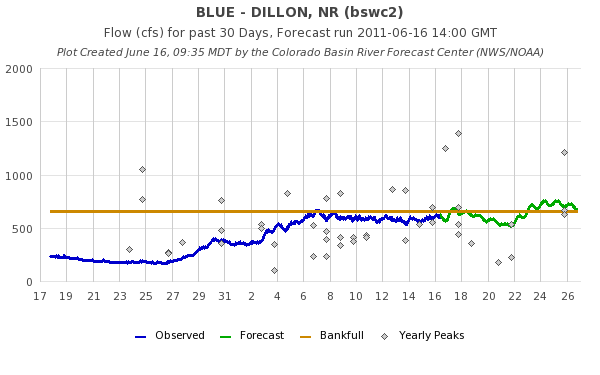 BLUE - DILLON, NR (bswc2)
Flow (cfs) for past 30 Days, Forecast run 2011-06-16 14:00 GMT
Plot Created June 16, 09:35 MDT by the Colorado Basin River Forecast Center (NWS/NOAA)
2000
1500
1000
500
0
17 19 21 23 25 27 29 31 2 4 6 8 10 12 14 16 18 20 22 24 26
Observed Forecast Bankfull Yearly Peaks